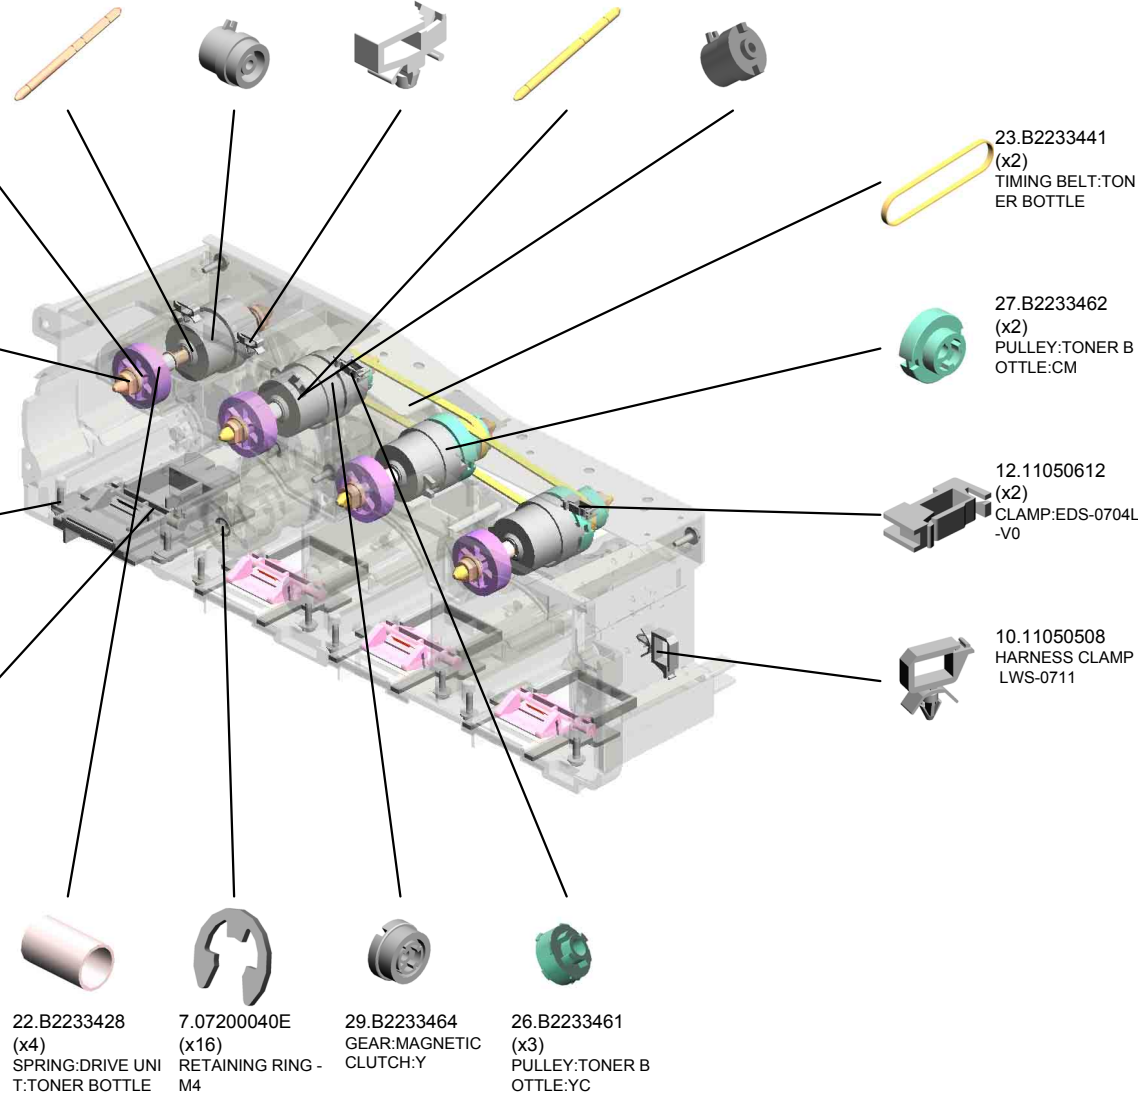 23.B2233441
(x2)
TIMING BELT:TON
ER BOTTLE
27.B2233462
(x2)
PULLEY:TONER B
OTTLE:CM
12.11050612
(x2)
CLAMP:EDS-0704L
-V0
10.11050508
HARNESS CLAMP
LWS-0711
22.B2233428
(x4)
SPRING:DRIVE UNI
T:TONER BOTTLE
7.07200040E
(x16)
RETAINING RING -
M4
29.B2233464
GEAR:MAGNETIC
CLUTCH:Y
26.B2233461
(x3)
PULLEY:TONER B
OTTLE:YC